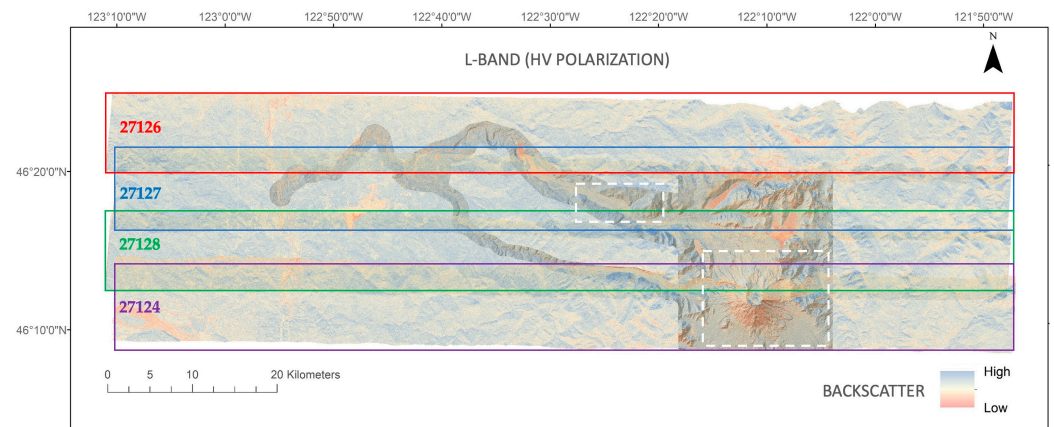 123°10'0"W 123°0'0"W 122°50'0"W 122°40'0"W 122°30'0"W 122°20'0"W 122°10'0"W 122°0'0"W 121°50'0"W
N
L-BAND (HV POLARIZATION)
27126
46°20'0"N
27127
27128
27124
46°10'0"N
0 5 10 20 Kilometers
High
BACKSCATTER
Low